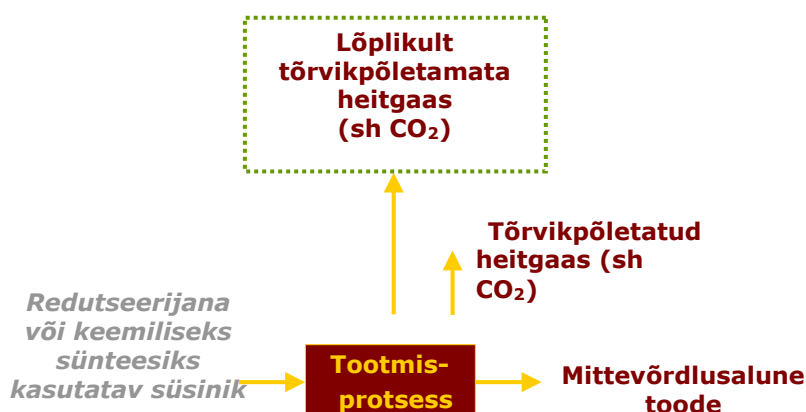 Lõplikult
tõrvikpõletamata
heitgaas
(sh CO₂)
Tõrvikpõletatud
heitgaas (sh
CO₂)
Redutseerijana
või keemiliseks
sünteesiks
kasutatav süsinik
Tootmis-
protsess
Mittevõrdlusalune
toode